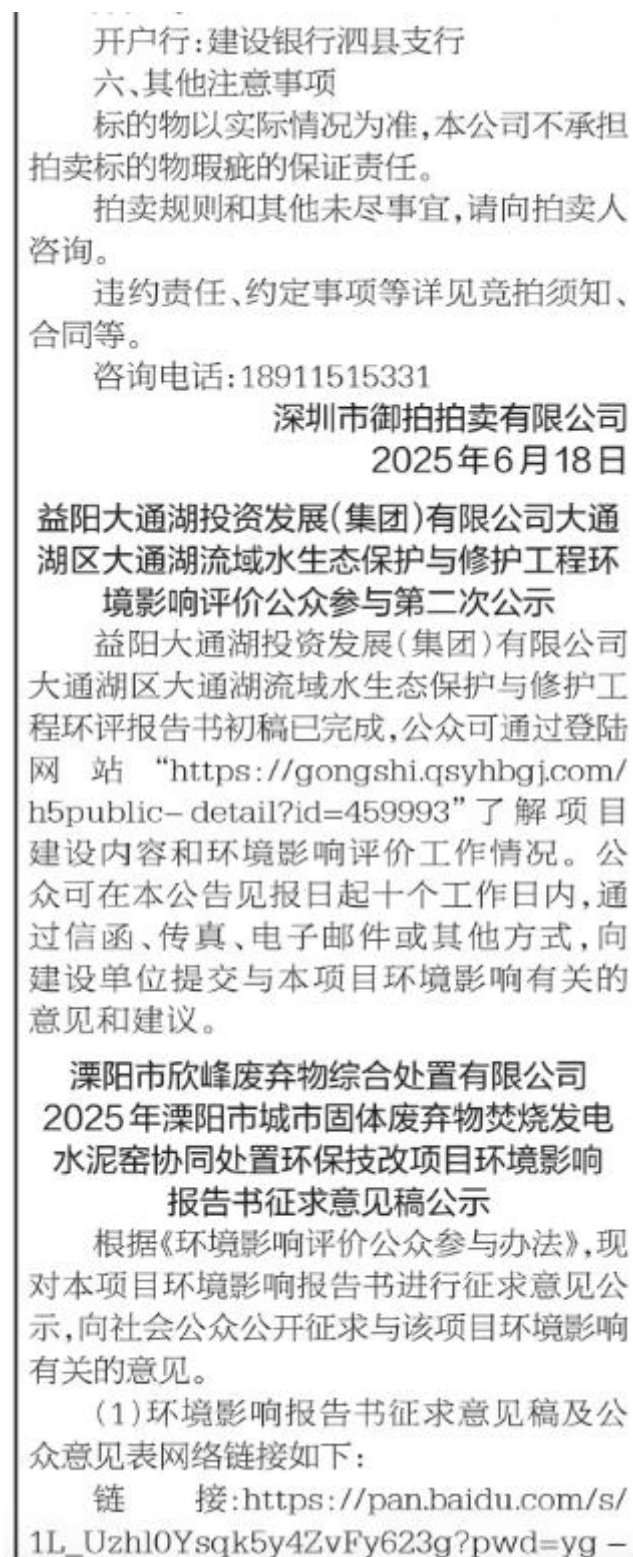 开户行:建设银行泗县支行
六、其他注意事项
标的物以实际情况为准,本公司不承担
拍卖标的物瑕疵的保证责任。
拍卖规则和其他未尽事宜,请向拍卖人
咨询。
违约责任、约定事项等详见竞拍须知、
合同等。
咨询电话:18911515331
深圳市御拍拍卖有限公司
2025年6月18日
益阳大通湖投资发展(集团)有限公司大通
湖区大通湖流域水生态保护与修护工程环
境影响评价公众参与第二次公示
益阳大通湖投资发展(集团)有限公司
大通湖区大通湖流域水生态保护与修护工
程环评报告书初稿已完成,公众可通过登陆
网站“https://gongshi.qsyhbgj.com/
h5public-detail?id=459993”了解项目
建设内容和环境影响评价工作情况。公
众可在本公告见报日起十个工作日内,通
过信函、传真、电子邮件或其他方式,向
建设单位提交与本项目环境影响有关的
意见和建议。
溧阳市欣峰废弃物综合处置有限公司
2025年溧阳市城市固体废弃物焚烧发电
水泥窑协同处置环保技改项目环境影响
报告书征求意见稿公示
根据《环境影响评价公众参与办法》,现
对本项目环境影响报告书进行征求意见公
示,向社会公众公开征求与该项目环境影响
有关的意见。
(1)环境影响报告书征求意见稿及公
众意见表网络链接如下:
链接:https://pan.baidu.com/s/
1L_Uzhl0Ysqk5y4ZvFy623g?pwd=yg-